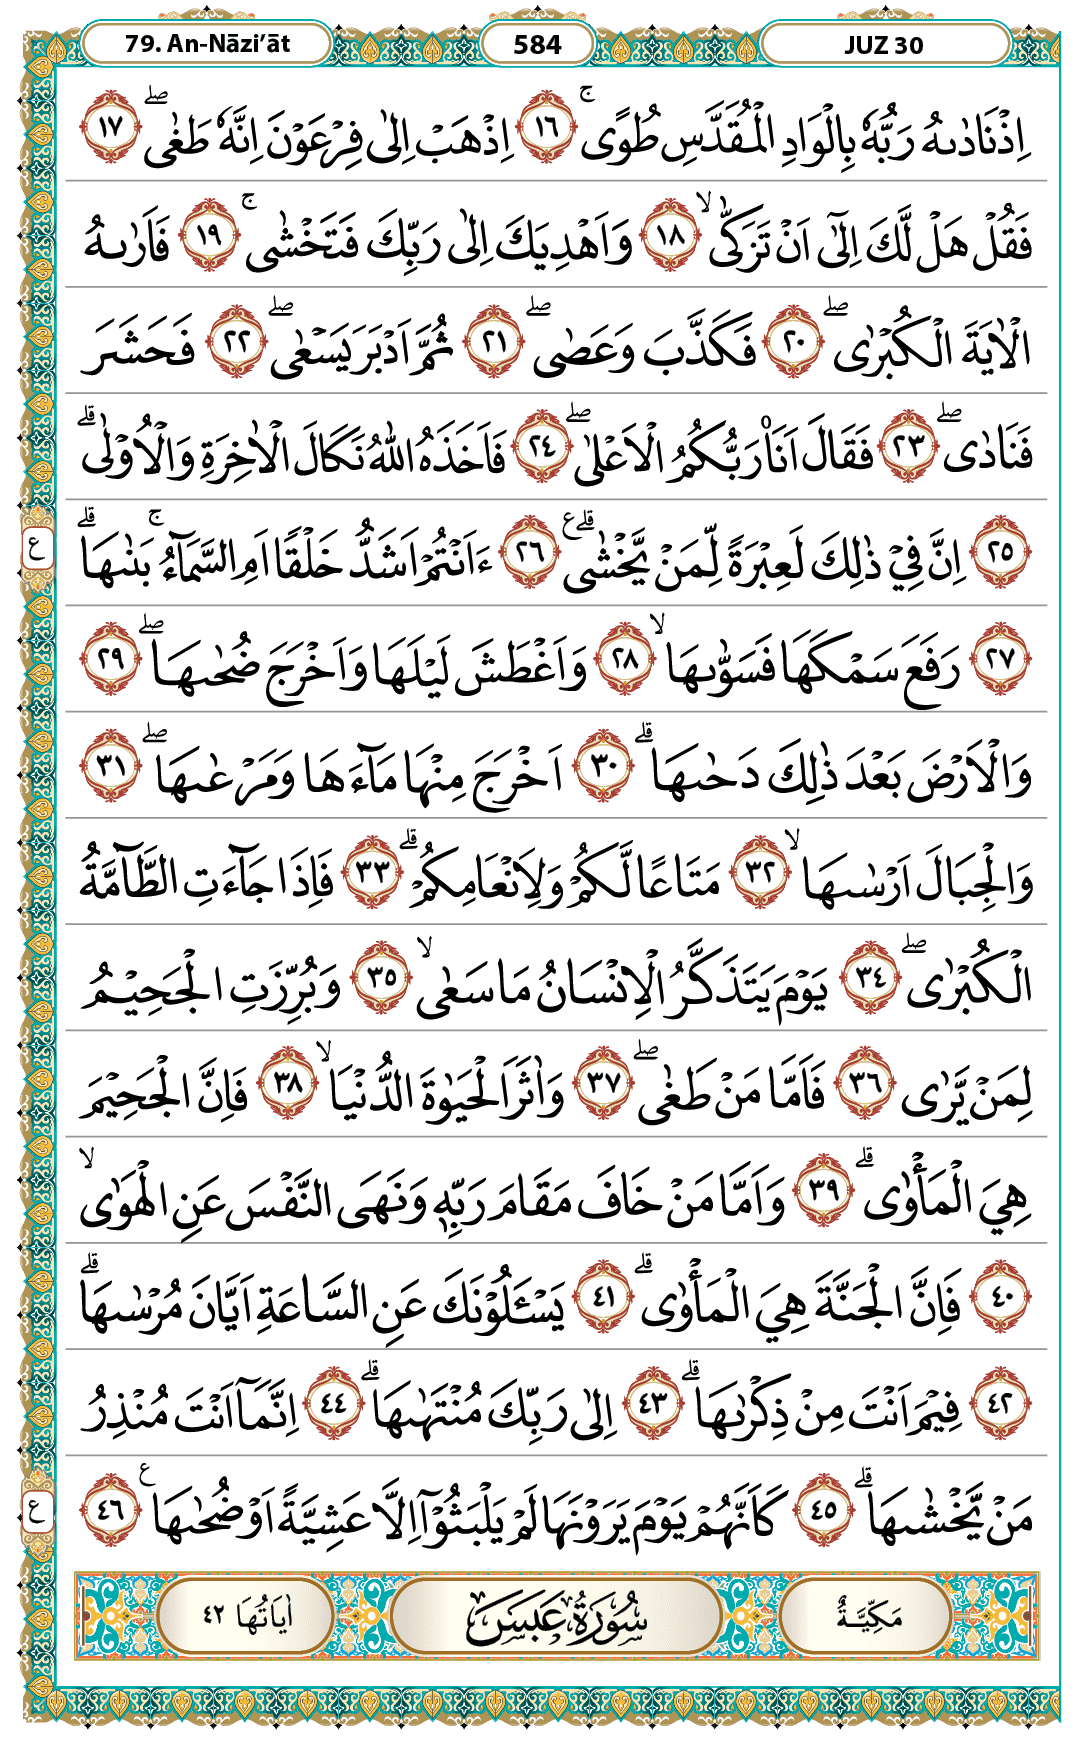 79. An-Nāzi’āt 584 JUZ 30
اِذْنَادٰىهُ رَبُّهٗ بِالْوَادِ الْمُقَدَّسِ طُوًىۚ ١٦ اِذْهَبْ اِلٰى فِرْعَوْنَ اِنَّهٗ طَغٰىۖ ١٧
فَقُلْ هَلْ لَّكَ اِلٰٓى اَنْ تَزَكّٰىۙ ١٨ وَاَهْدِيَكَ اِلٰى رَبِّكَ فَتَخْشٰىۚ ١٩ فَاَرٰىهُ
الْاٰيَةَ الْكُبْرٰىۖ ٢٠ فَكَذَّبَ وَعَصٰىۖ ٢١ ثُمَّ اَدْبَرَ يَسْعٰىۖ ٢٢ فَحَشَرَ
فَنَادٰىۖ ٢٣ فَقَالَ اَنَا۠ رَبُّكُمُ الْاَعْلٰىۖ ٢٤ فَاَخَذَهُ اللّٰهُ نَكَالَ الْاٰخِرَةِ وَالْاُوْلٰىۗ
٢٥ اِنَّ فِيْ ذٰلِكَ لَعِبْرَةً لِّمَنْ يَّخْشٰىۗ ع ٢٦ ءَاَنْتُمْ اَشَدُّ خَلْقًا اَمِ السَّمَاۤءُۚ بَنٰىهَاۗ
ع
٢٧ رَفَعَ سَمْكَهَا فَسَوّٰىهَاۙ ٢٨ وَاَغْطَشَ لَيْلَهَا وَاَخْرَجَ ضُحٰىهَاۖ ٢٩
وَالْاَرْضَ بَعْدَ ذٰلِكَ دَحٰىهَاۗ ٣٠ اَخْرَجَ مِنْهَا مَاۤءَهَا وَمَرْعٰىهَاۖ ٣١
وَالْجِبَالَ اَرْسٰىهَاۙ ٣٢ مَتَاعًا لَّكُمْ وَلِاَنْعَامِكُمْۗ ٣٣ فَاِذَا جَاۤءَتِ الطَّاۤمَّةُ
الْكُبْرٰىۖ ٣٤ يَوْمَ يَتَذَكَّرُ الْاِنْسَانُ مَا سَعٰىۙ ٣٥ وَبُرِّزَتِ الْجَحِيْمُ
لِمَنْ يَّرٰى ٣٦ فَاَمَّا مَنْ طَغٰىۖ ٣٧ وَاٰثَرَ الْحَيٰوةَ الدُّنْيَاۙ ٣٨ فَاِنَّ الْجَحِيْمَ
هِيَ الْمَأْوٰىۗ ٣٩ وَاَمَّا مَنْ خَافَ مَقَامَ رَبِّهٖ وَنَهَى النَّفْسَ عَنِ الْهَوٰىۙ
٤٠ فَاِنَّ الْجَنَّةَ هِيَ الْمَأْوٰىۗ ٤١ يَسْـَٔلُوْنَكَ عَنِ السَّاعَةِ اَيَّانَ مُرْسٰىهَاۗ
٤٢ فِيْمَ اَنْتَ مِنْ ذِكْرٰىهَاۗ ٤٣ اِلٰى رَبِّكَ مُنْتَهٰىهَاۗ ٤٤ اِنَّمَآ اَنْتَ مُنْذِرُ
مَنْ يَّخْشٰىهَاۗ ٤٥ كَاَنَّهُمْ يَوْمَ يَرَوْنَهَا لَمْ يَلْبَثُوْٓا اِلَّا عَشِيَّةً اَوْ ضُحٰىهَا ع ٤٦
ع
مَكِّيَّةٌ سُوْرَةُ عَبَسَ اٰيَاتُهَا ٤٢